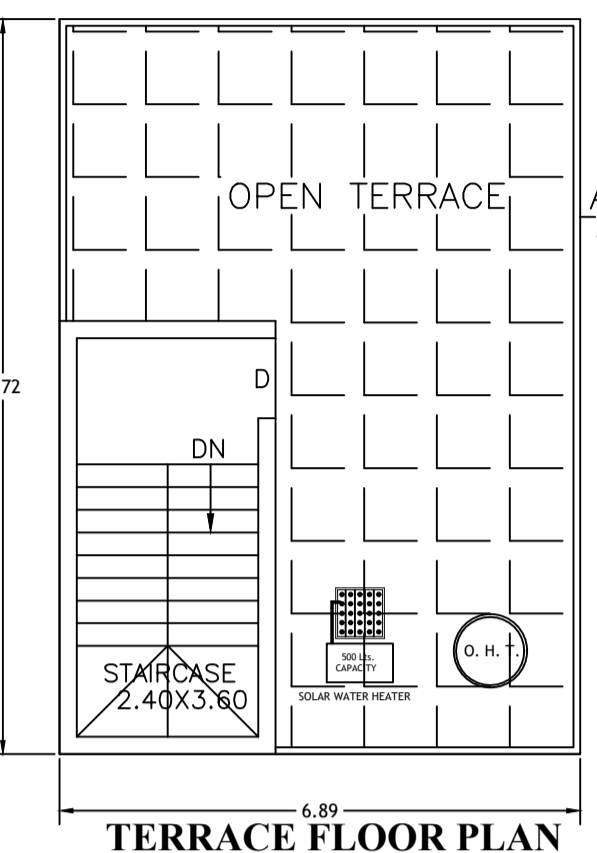 OPEN TERRACE
A
72
D
DN
STAIRCASE
2.40X3.60
500 Lts.
CAPACITY
O. H. T.
SOLAR WATER HEATER
6.89
TERRACE FLOOR PLAN